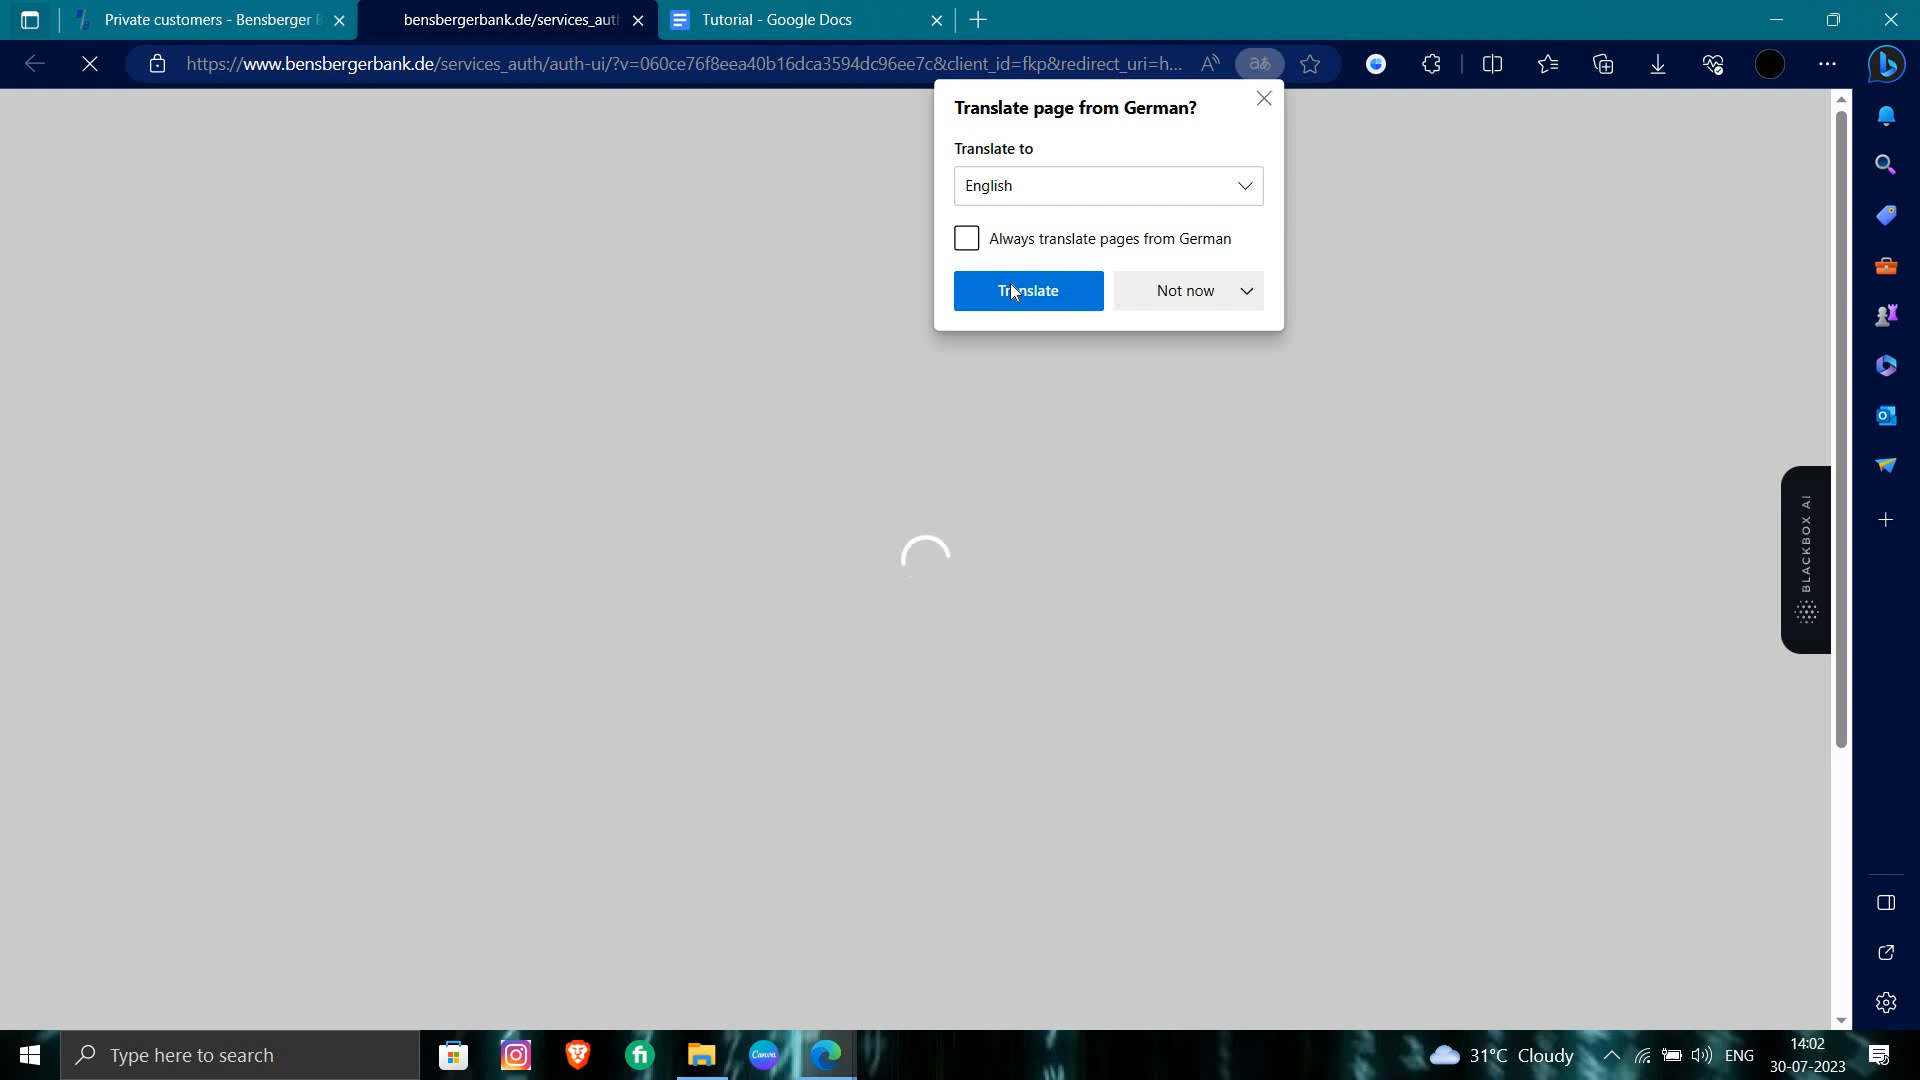 Private customers - Bensberger
bensbergerbank.de/services_aut
Tutorial - Google Docs
https://www.bensbergerbank.de/services_auth/auth-ui/?v=060ce76f8eea40b16dca3594dc96ee7c&client_id=fkp&redirect_uri=h...
Translate page from German?
Translate to
English
Always translate pages from German
Translate
Not now
BLACKBOX AI
Type here to search
Canva
31°C Cloudy
ENG
14:02
30-07-2023